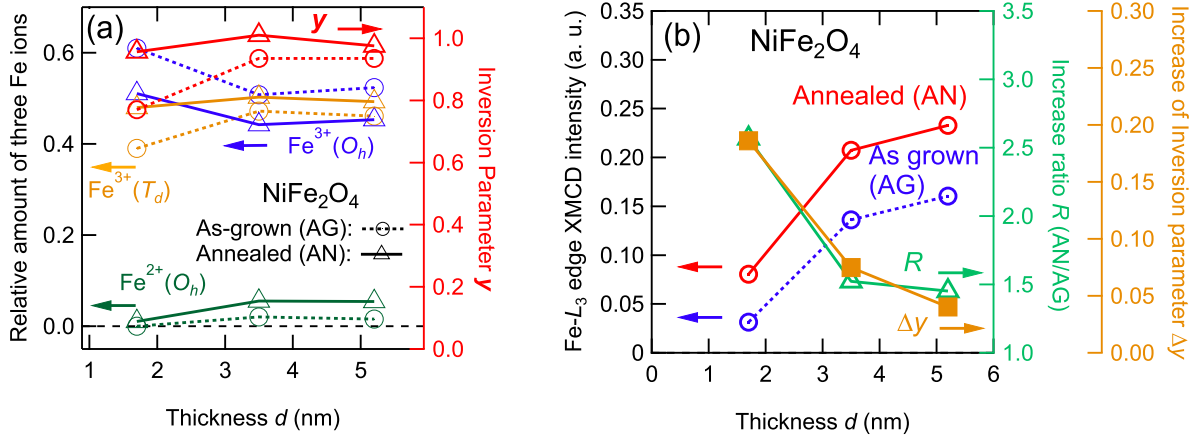 (a)
y
Relative amount of three Fe ions
0.6
0.4
0.2
0.0
Fe3+(Oh)
Fe3+(Td)
NiFe2O4
As-grown (AG):
Annealed (AN):
Fe2+(Oh)
1.0
0.8
0.6
0.4
0.2
0.0
Inversion Parameter y
1 2 3 4 5
Thickness d (nm)
(b)
NiFe2O4
Fe-L3 edge XMCD intensity (a. u.)
0.35
0.30
0.25
0.20
0.15
0.10
0.05
0.00
Annealed (AN)
As grown
(AG)
R
Δy
3.5
3.0
2.5
2.0
1.5
1.0
Increase ratio R (AN/AG)
0.30
0.20
0.15
0.10
0.05
0.00
Increase of
Inversion parameter Δy
0 1 2 3 4 5 6
Thickness d (nm)